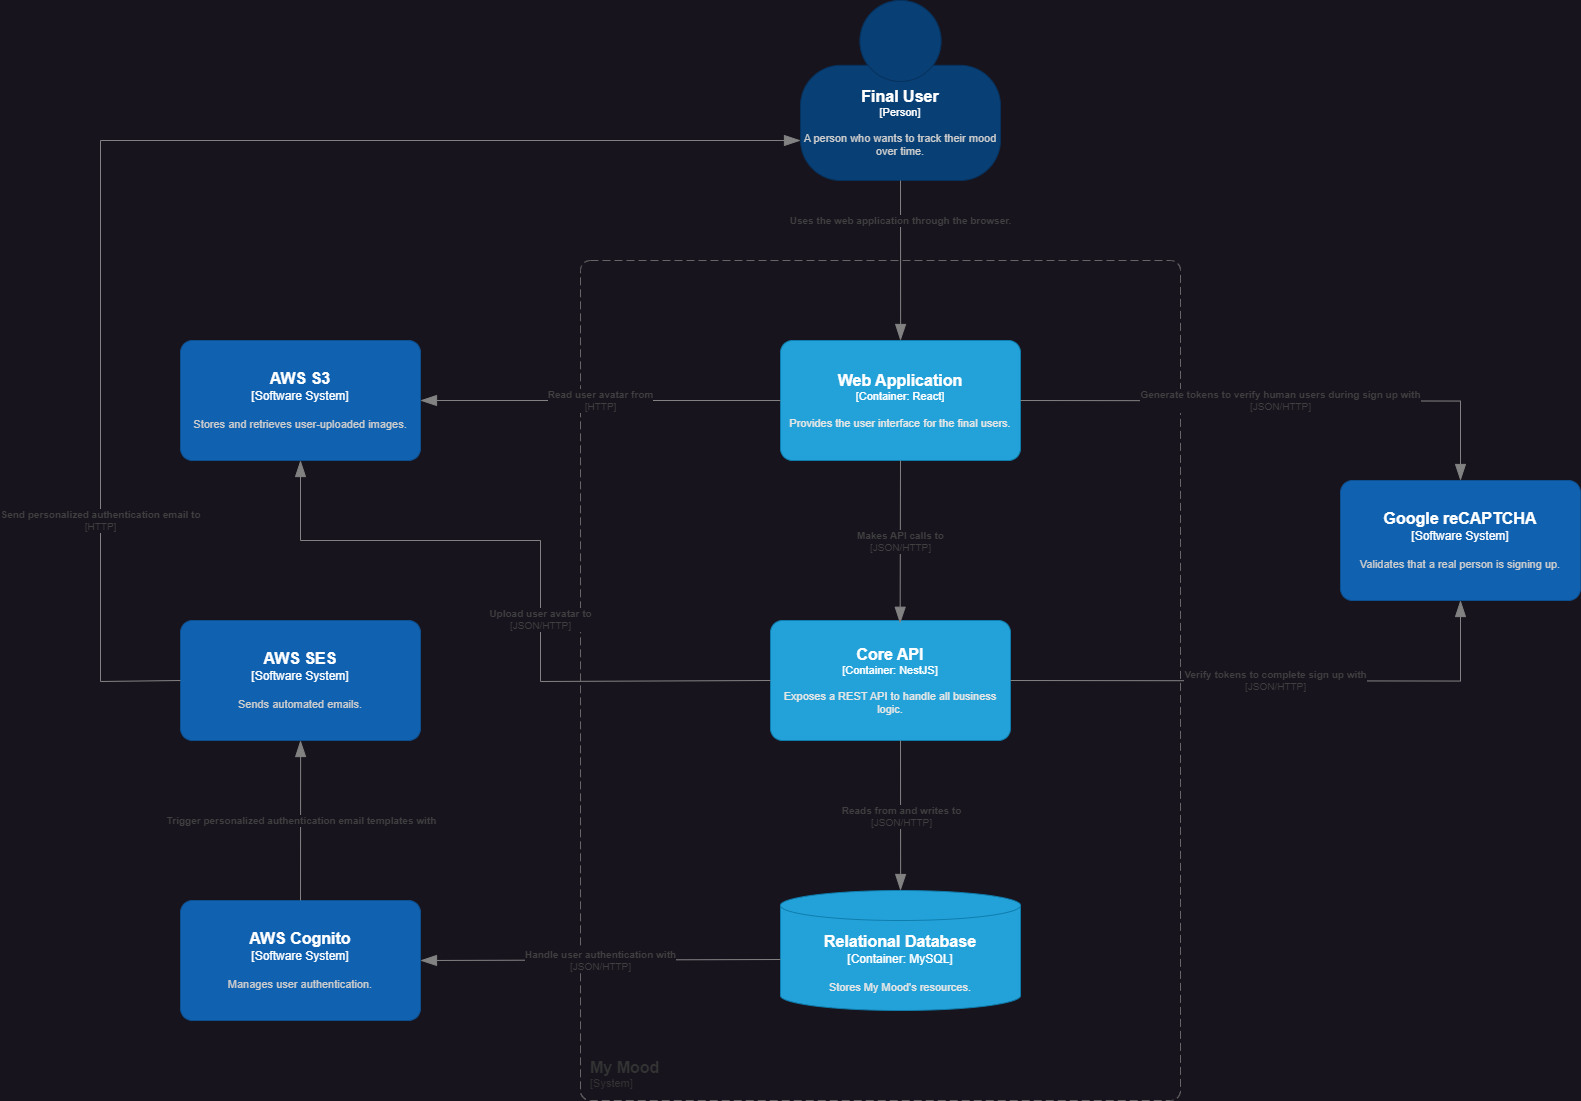 Final User
[Person]
A person who wants to track their mood
over time.
Uses the web application through the browser.
AWS S3
[Software System]
Stores and retrieves user-uploaded images.
Read user avatar from
[HTTP]
Web Application
[Container: React]
Provides the user interface for the final users.
Generate tokens to verify human users during sign up with
[JSON/HTTP]
Send personalized authentication email to
[HTTP]
Makes API calls to
[JSON/HTTP]
Google reCAPTCHA
[Software System]
Validates that a real person is signing up.
Upload user avatar to
[JSON/HTTP]
AWS SES
[Software System]
Sends automated emails.
Core API
[Container: NestJS]
Exposes a REST API to handle all business
logic.
Verify tokens to complete sign up with
[JSON/HTTP]
Trigger personalized authentication email templates with
Reads from and writes to
[JSON/HTTP]
AWS Cognito
[Software System]
Manages user authentication.
Handle user authentication with
[JSON/HTTP]
Relational Database
[Container: MySQL]
Stores My Mood's resources.
My Mood
[System]